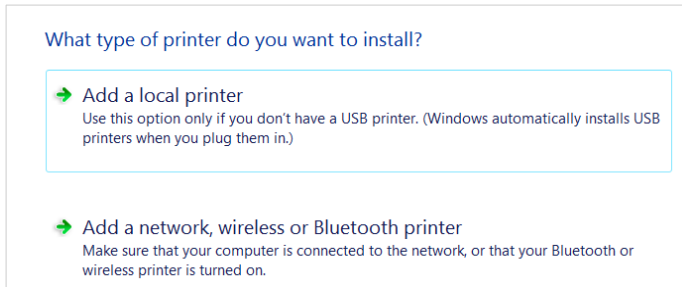 What type of printer do you want to install?
Add a local printer
Use this option only if you don't have a USB printer. (Windows automatically installs USB
printers when you plug them in.)
Add a network, wireless or Bluetooth printer
Make sure that your computer is connected to the network, or that your Bluetooth or
wireless printer is turned on.